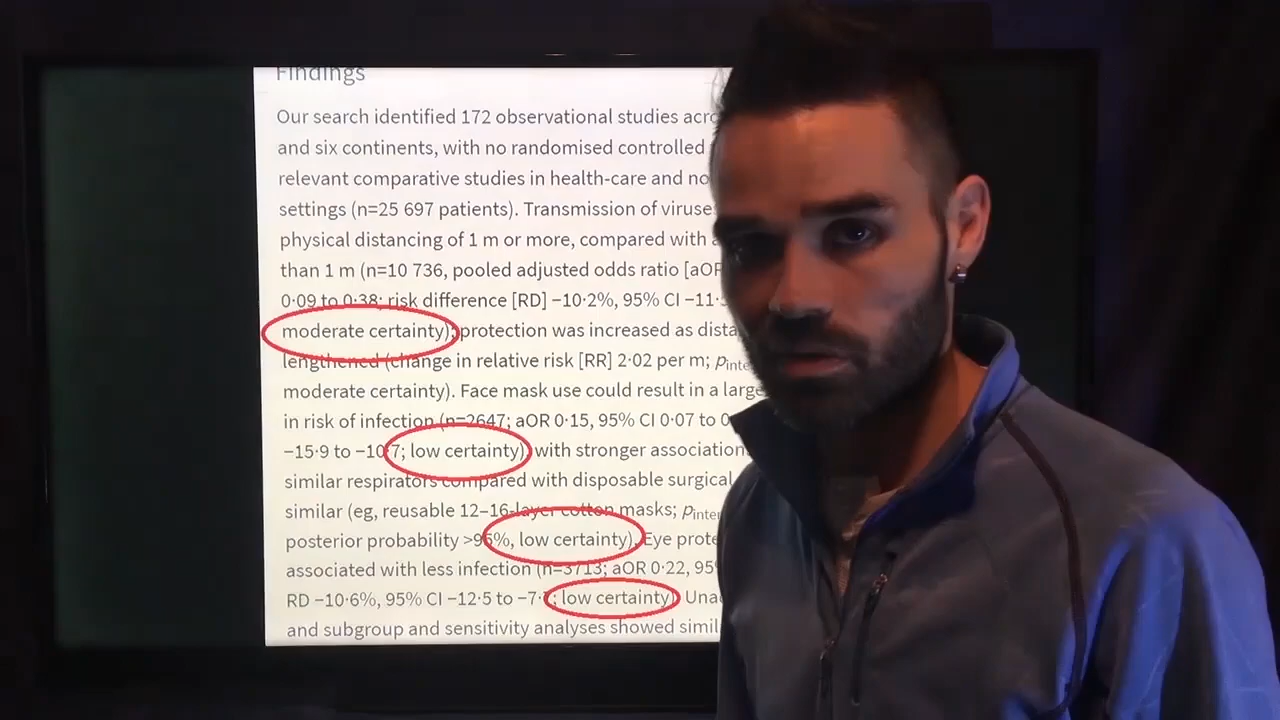 Findings
Our search identified 172 observational studies acro
and six continents, with no randomised controlled
relevant comparative studies in health-care and no
settings (n=25 697 patients). Transmission of viruse
physical distancing of 1 m or more, compared with a
than 1 m (n=10 736, pooled adjusted odds ratio [aOR
0·09 to 0·38; risk difference [RD] −10·2%, 95% CI −11·5
moderate certainty); protection was increased as dista
lengthened (change in relative risk [RR] 2·02 per m; pinte
moderate certainty). Face mask use could result in a large
in risk of infection (n=2647; aOR 0·15, 95% CI 0·07 to 0
−15·9 to −10·7; low certainty), with stronger association
similar respirators compared with disposable surgical
similar (eg, reusable 12–16-layer cotton masks; pinter
posterior probability >95%, low certainty). Eye prote
associated with less infection (n=3713; aOR 0·22, 95%
RD −10·6%, 95% CI −12·5 to −7·7; low certainty). Unad
and subgroup and sensitivity analyses showed simil